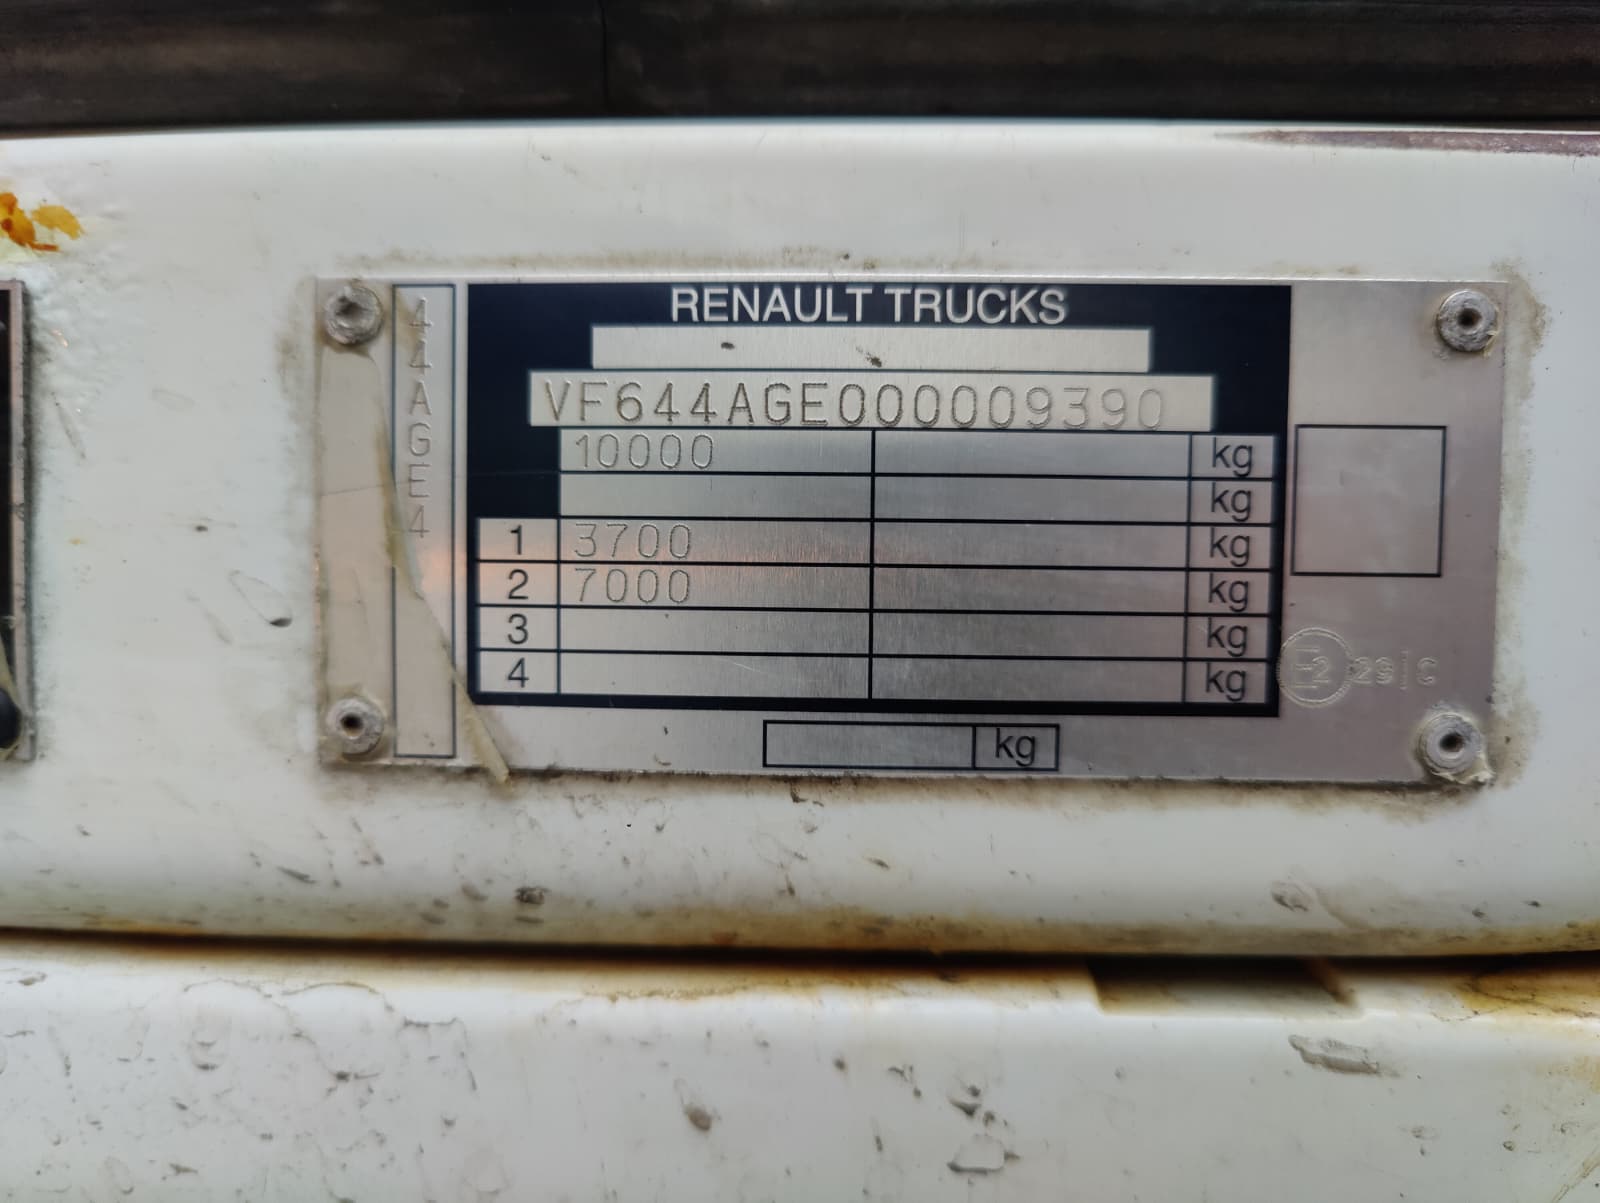 44AGE4
RENAULT TRUCKS
VF644AGE000009390
10000 kg
kg
1 3700 kg
2 7000 kg
3 kg
4 kg
kg
E2